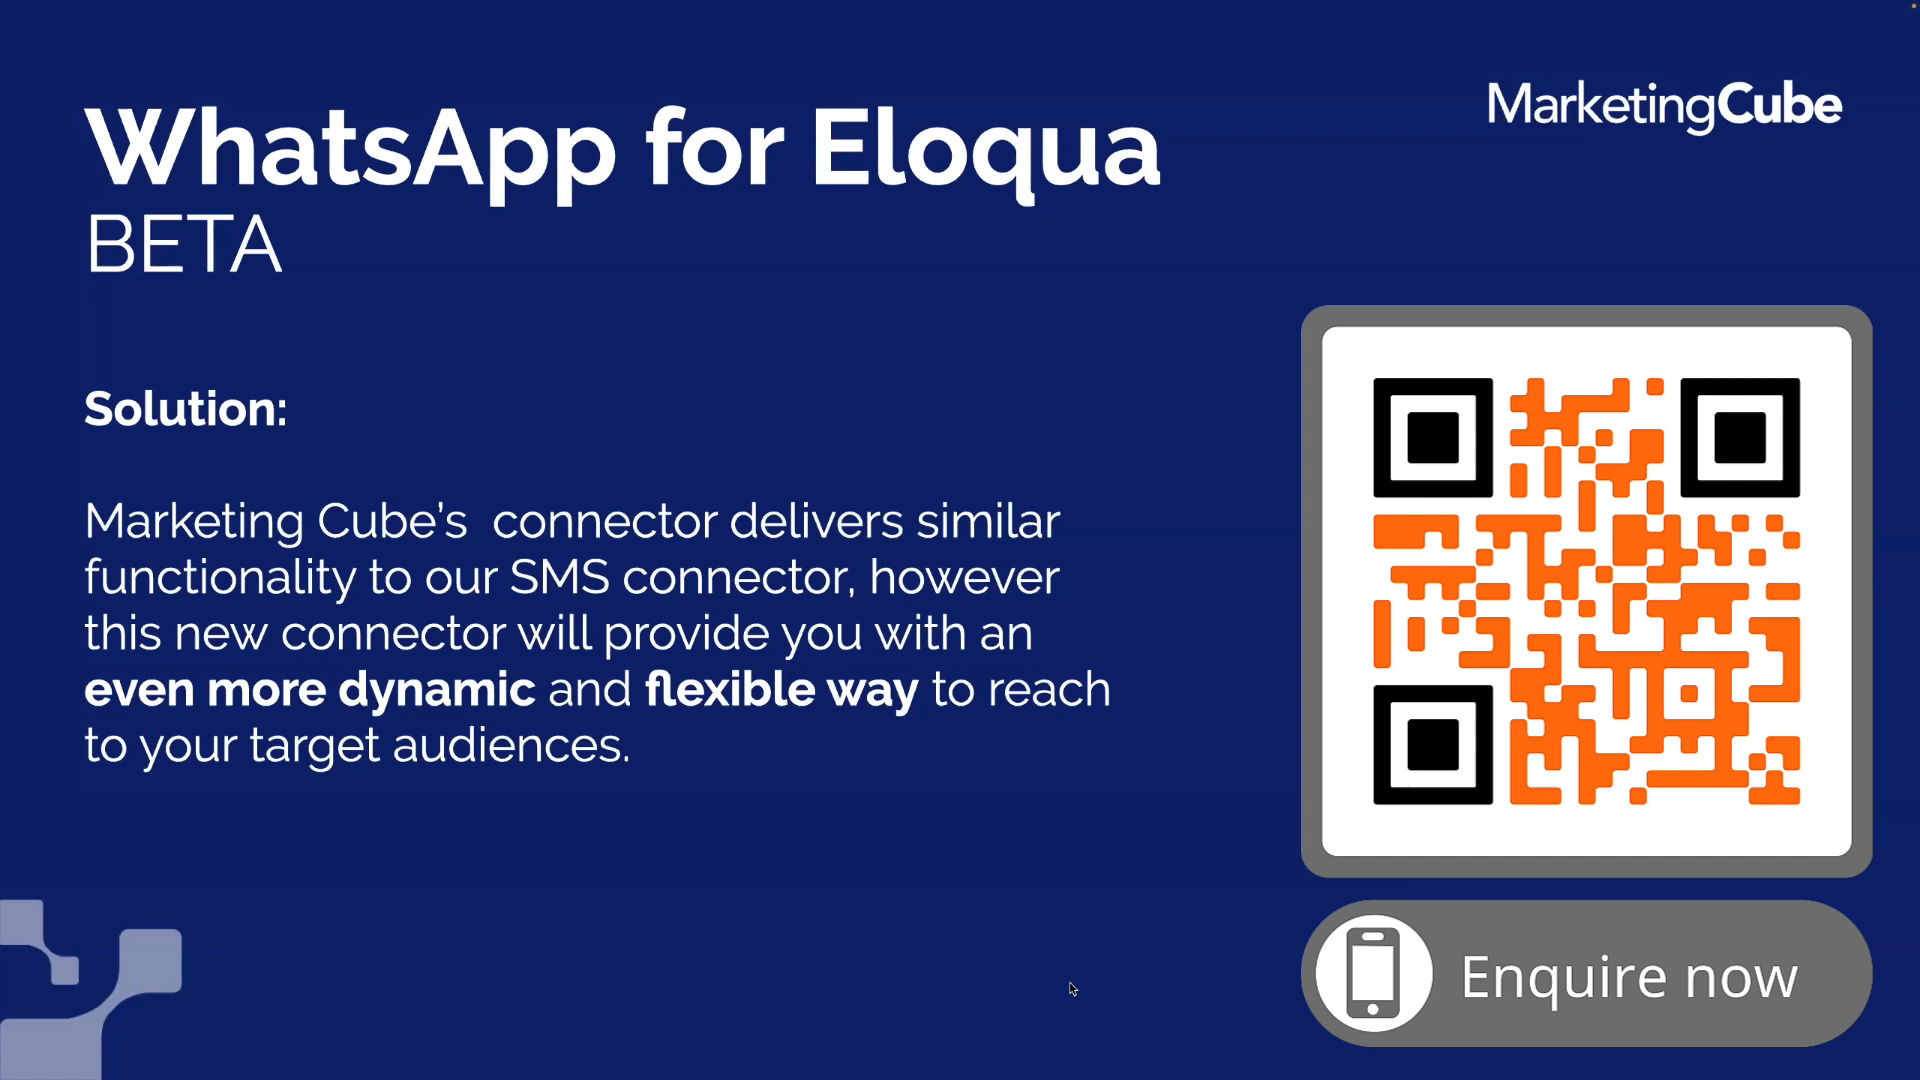 MarketingCube
WhatsApp for Eloqua
BETA
Solution:
Marketing Cube's  connector delivers similar
functionality to our SMS connector, however
this new connector will provide you with an
even more dynamic and flexible way to reach
to your target audiences.
Enquire now